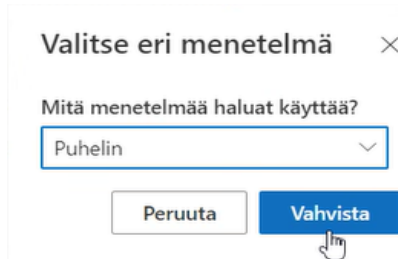 Valitse eri menetelmä
Mitä menetelmää haluat käyttää?
Puhelin
Peruuta Vahvista